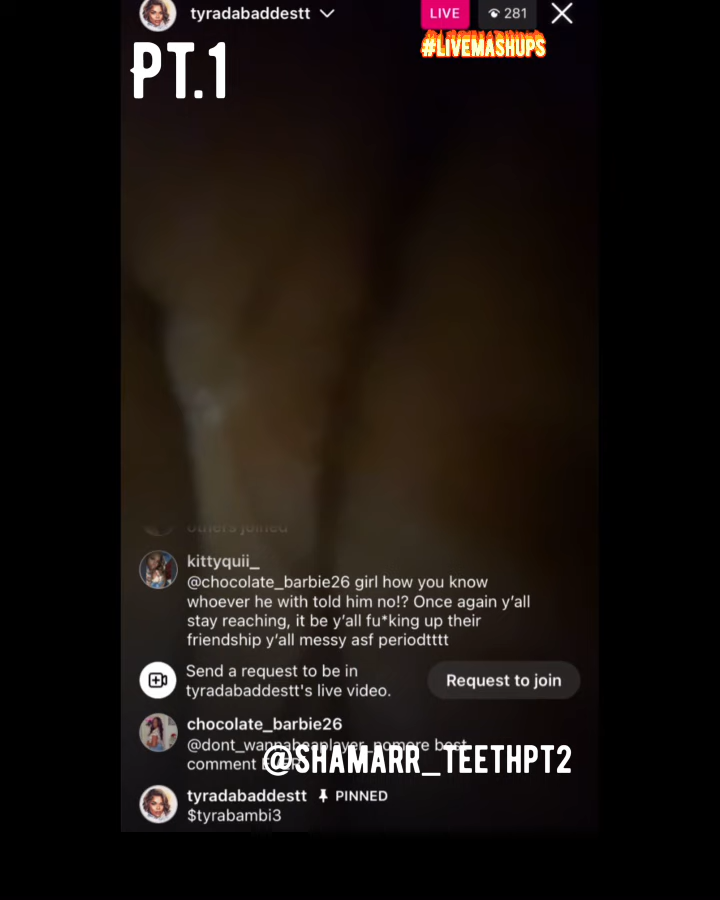 tyradabaddestt
LIVE
281
#LIVEMASHUPS
PT.1
others joined
kittyquii_
@chocolate_barbie26 girl how you know
whoever he with told him no!? Once again y'all
stay reaching, it be y'all fu*king up their
friendship y'all messy asf periodtttt
Send a request to be in
tyradabaddestt's live video.
Request to join
chocolate_barbie26
@dont_wannabeaplayer_nomore best
comment
@SHAMARR_TEETHPT2
tyradabaddestt PINNED
$tyrabambi3